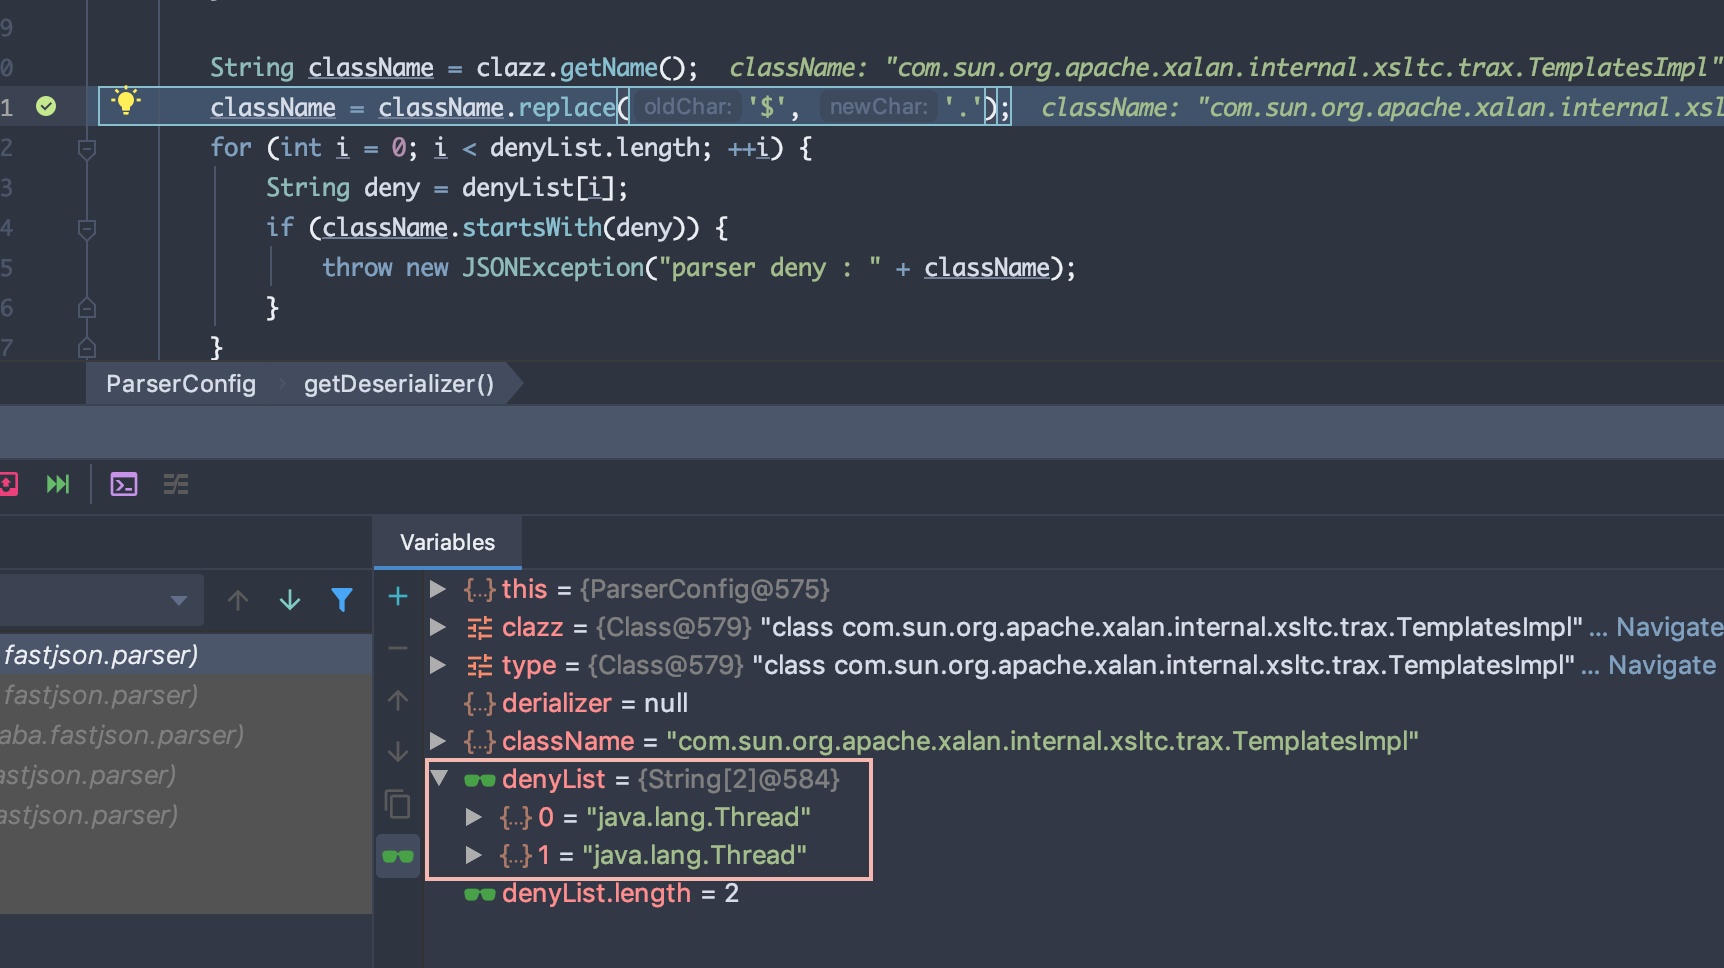 9
0 String className = clazz.getName(); className: "com.sun.org.apache.xalan.internal.xsltc.trax.TemplatesImpl"
1 className = className.replace( oldChar: '$', newChar: '.'); className: "com.sun.org.apache.xalan.internal.xsl
2 for (int i = 0; i < denyList.length; ++i) {
3 String deny = denyList[i];
4 if (className.startsWith(deny)) {
5 throw new JSONException("parser deny : " + className);
6 }
7 }
ParserConfig getDeserializer()
Variables
fastjson.parser)
fastjson.parser)
aba.fastjson.parser)
astjson.parser)
astjson.parser)
{...} this = {ParserConfig@575}
clazz = {Class@579} "class com.sun.org.apache.xalan.internal.xsltc.trax.TemplatesImpl" ... Navigate
type = {Class@579} "class com.sun.org.apache.xalan.internal.xsltc.trax.TemplatesImpl" ... Navigate
{...} derializer = null
{...} className = "com.sun.org.apache.xalan.internal.xsltc.trax.TemplatesImpl"
denyList = {String[2]@584}
{...} 0 = "java.lang.Thread"
{...} 1 = "java.lang.Thread"
denyList.length = 2